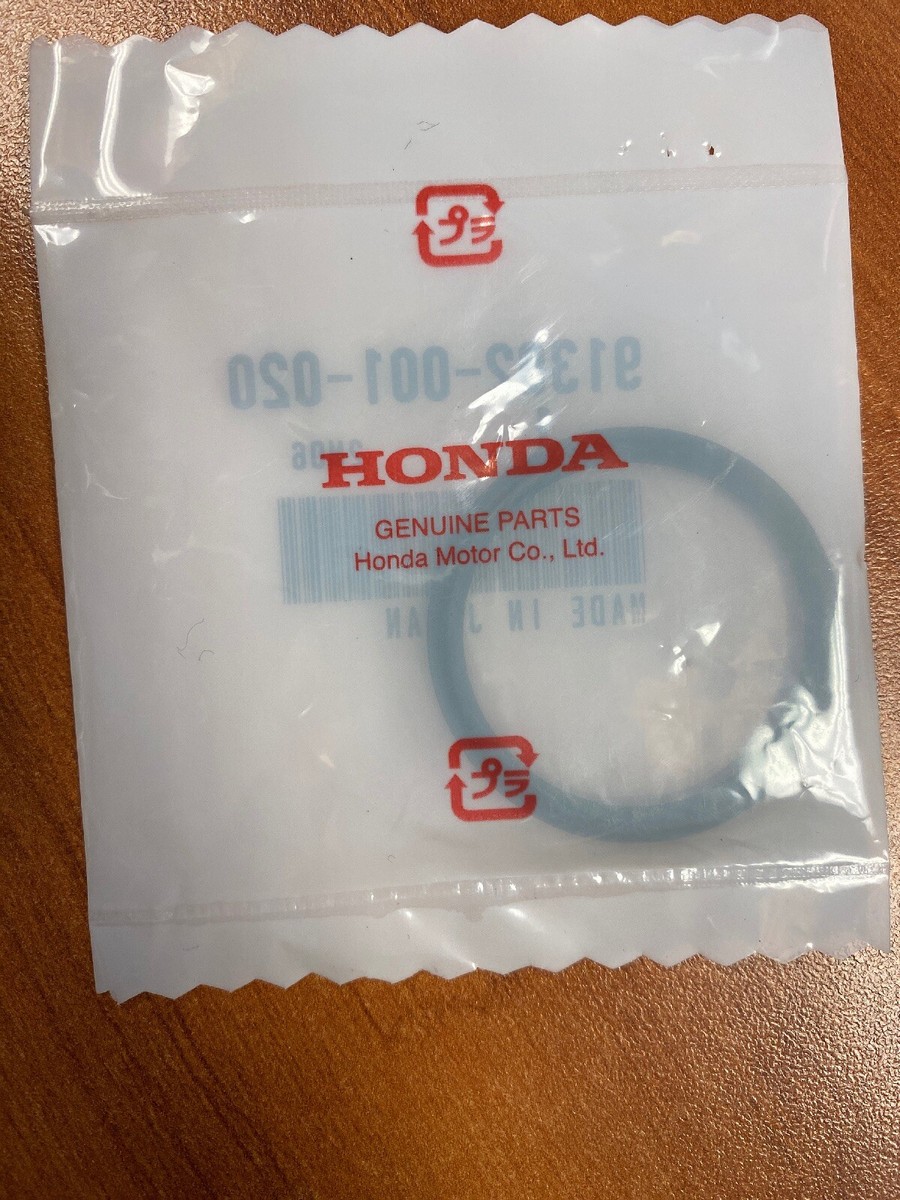 プラ
91302-001-020
HONDA
GENUINE PARTS
Honda Motor Co., Ltd.
MADE IN JAPAN
プラ